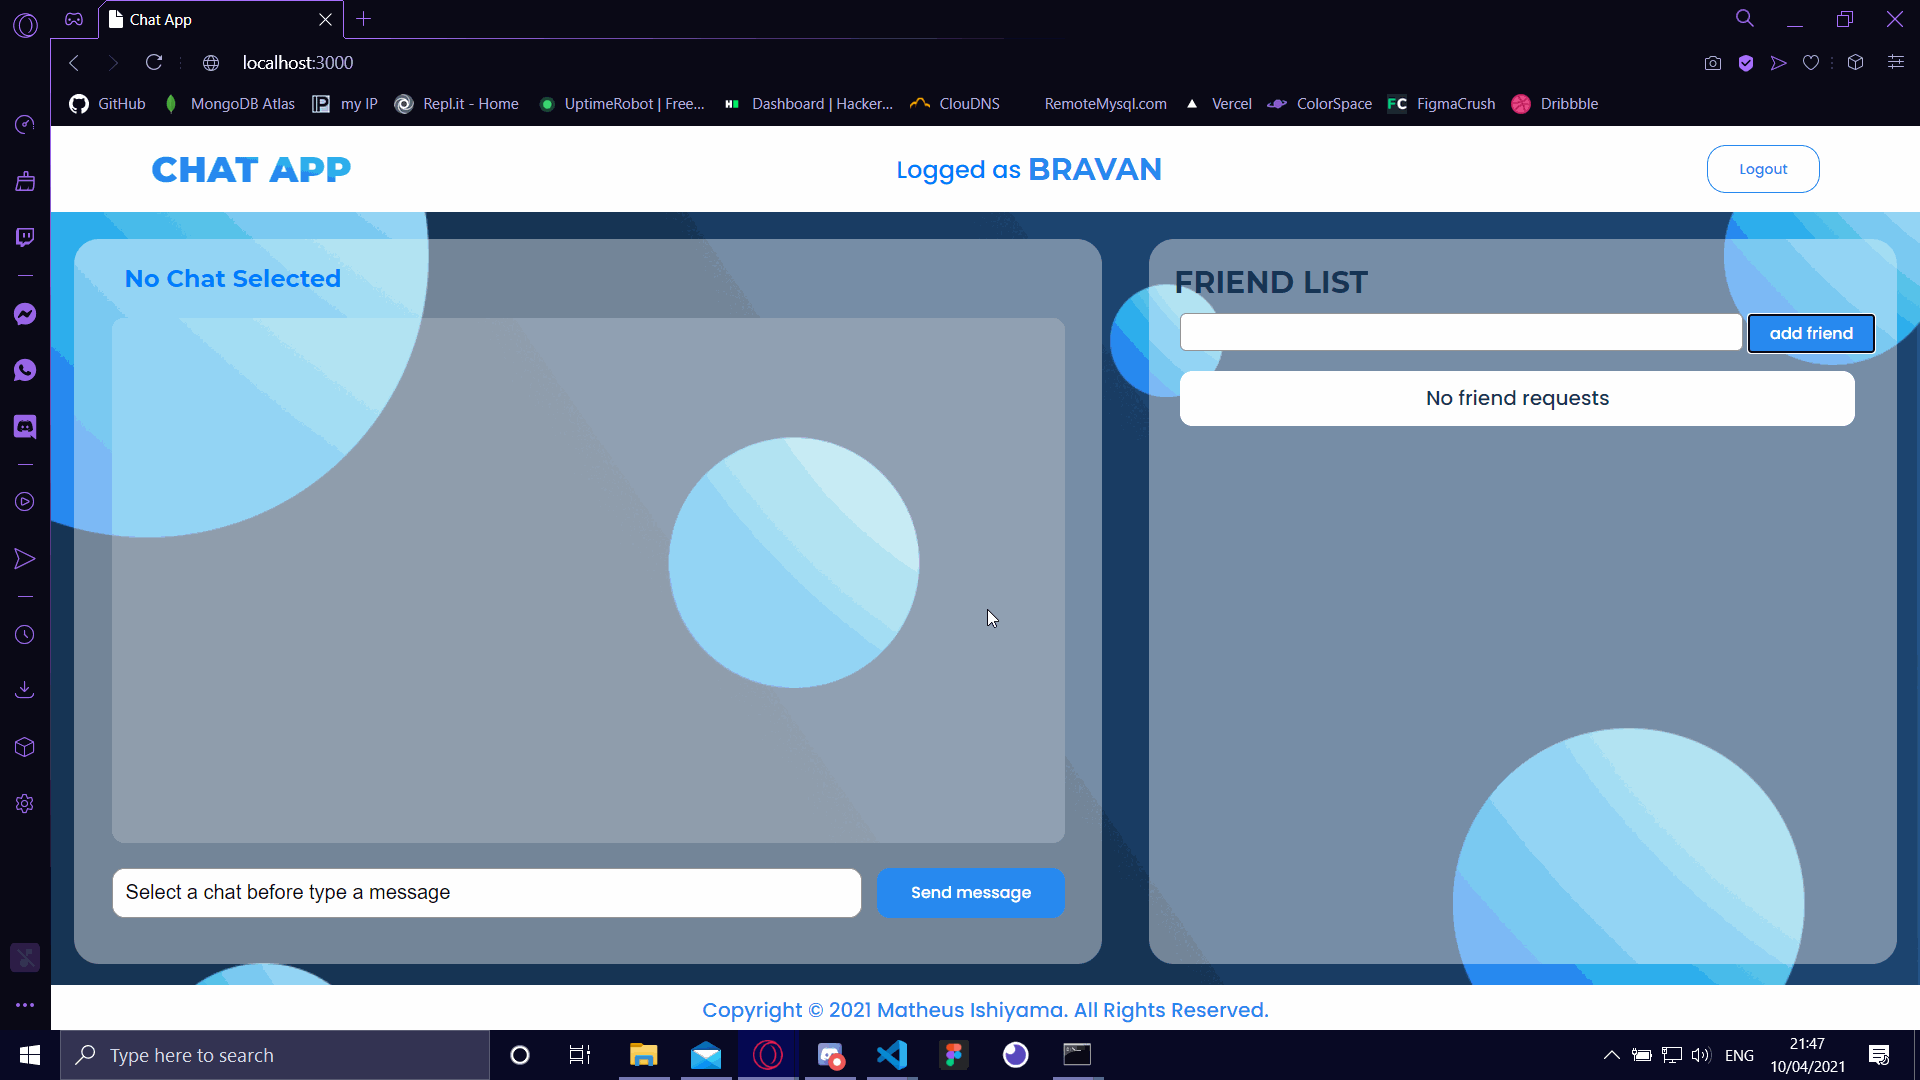 Chat App
localhost:3000
GitHub
MongoDB Atlas
my IP
Repl.it - Home
UptimeRobot | Free...
Dashboard | Hacker...
ClouDNS
RemoteMysql.com
Vercel
ColorSpace
FC
FigmaCrush
Dribbble
CHAT APP
Logged as BRAVAN
Logout
No Chat Selected
FRIEND LIST
add friend
No friend requests
Select a chat before type a message
Send message
Copyright © 2021 Matheus Ishiyama. All Rights Reserved.
Type here to search
ENG
21:47
10/04/2021